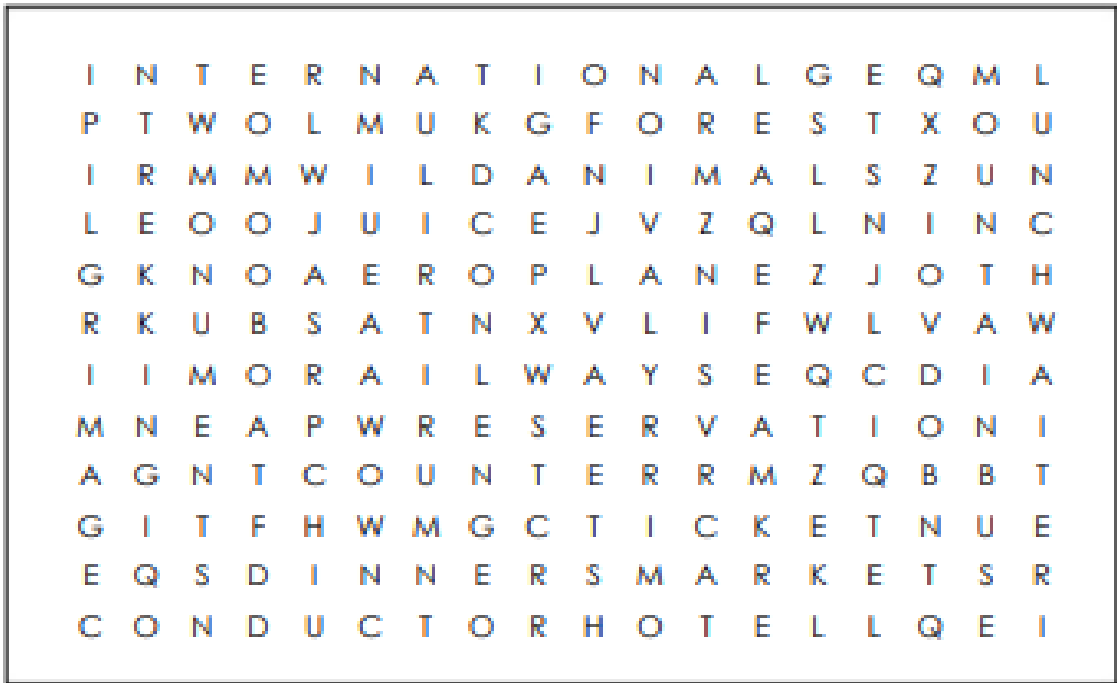 I N T E R N A T I O N A L G E Q M L
P T W O L M U K G F O R E S T X O U
I R M M W I L D A N I M A L S Z U N
L E O O J U I C E J V Z Q L N I N C
G K N O A E R O P L A N E Z J O T H
R K U B S A T N X V L I F W L V A W
I I M O R A I L W A Y S E Q C D I A
M N E A P W R E S E R V A T I O N I
A G N T C O U N T E R R M Z Q B B T
G I T F H W M G C T I C K E T N U E
E Q S D I N N E R S M A R K E T S R
C O N D U C T O R H O T E L L Q E I